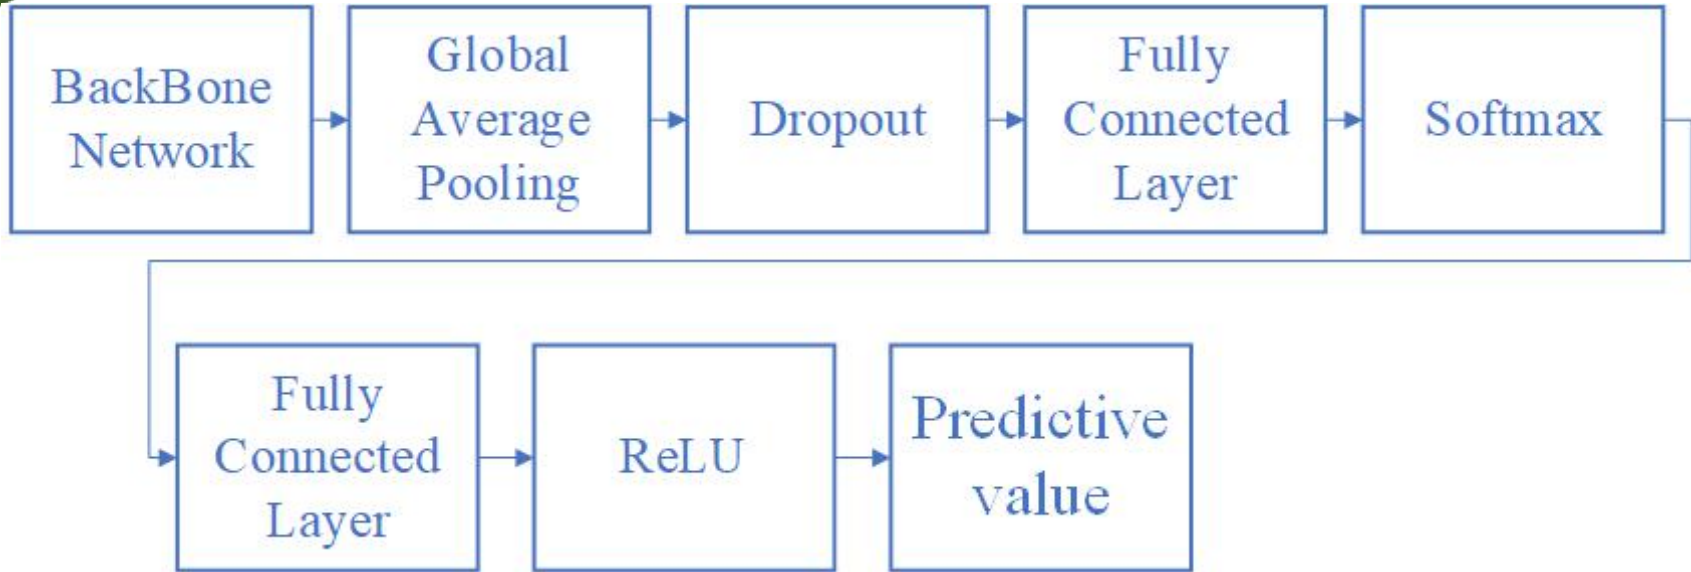 BackBone
Network
Global
Average
Pooling
Dropout
Fully
Connected
Layer
Softmax
Fully
Connected
Layer
ReLU
Predictive
value